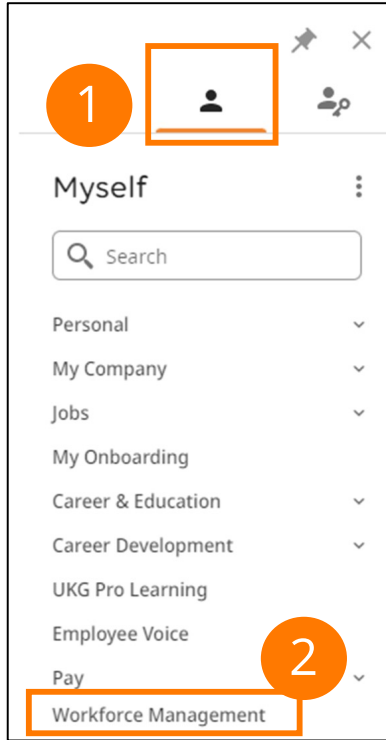 1
Myself
Search
Personal
My Company
Jobs
My Onboarding
Career & Education
Career Development
UKG Pro Learning
Employee Voice
2
Pay
Workforce Management